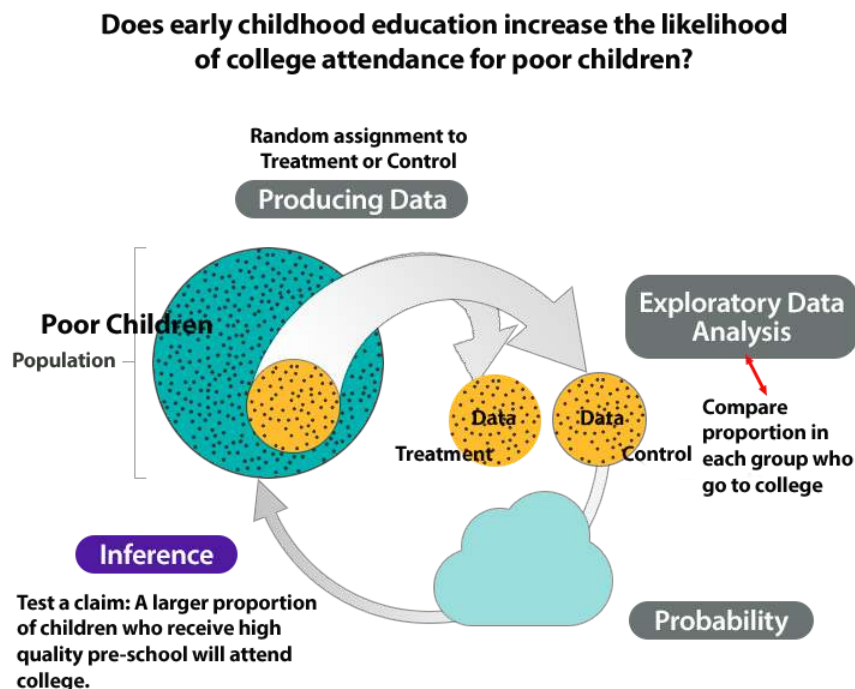 Does early childhood education increase the likelihood
of college attendance for poor children?
Random assignment to
Treatment or Control
Producing Data
Poor Children
Population
Exploratory Data
Analysis
Data
Data
Treatment
Control
Compare
proportion in
each group who
go to college
Inference
Test a claim: A larger proportion
of children who receive high
quality pre-school will attend
college.
Probability